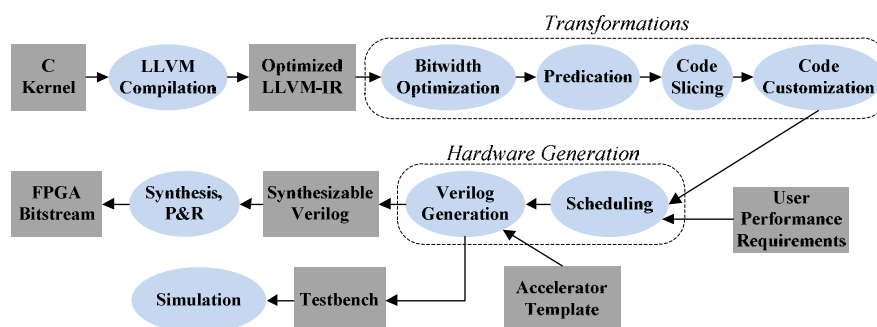 Transformations
C
Kernel
LLVM
Compilation
Optimized
LLVM-IR
Bitwidth
Optimization
Predication
Code
Slicing
Code
Customization
Hardware Generation
FPGA
Bitstream
Synthesis,
P&R
Synthesizable
Verilog
Verilog
Generation
Scheduling
User
Performance
Requirements
Simulation
Testbench
Accelerator
Template